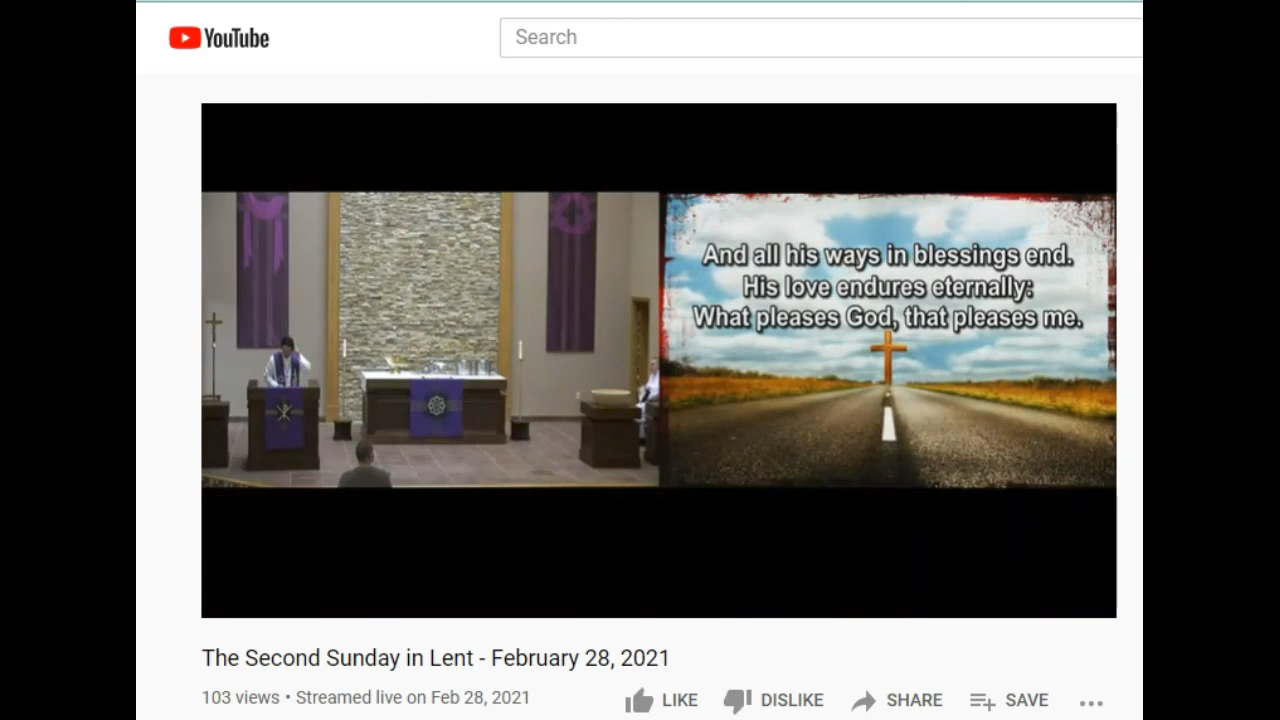 YouTube
Search
And all his ways in blessings end.
His love endures eternally:
What pleases God, that pleases me.
The Second Sunday in Lent - February 28, 2021
103 views • Streamed live on Feb 28, 2021
LIKE
DISLIKE
SHARE
SAVE